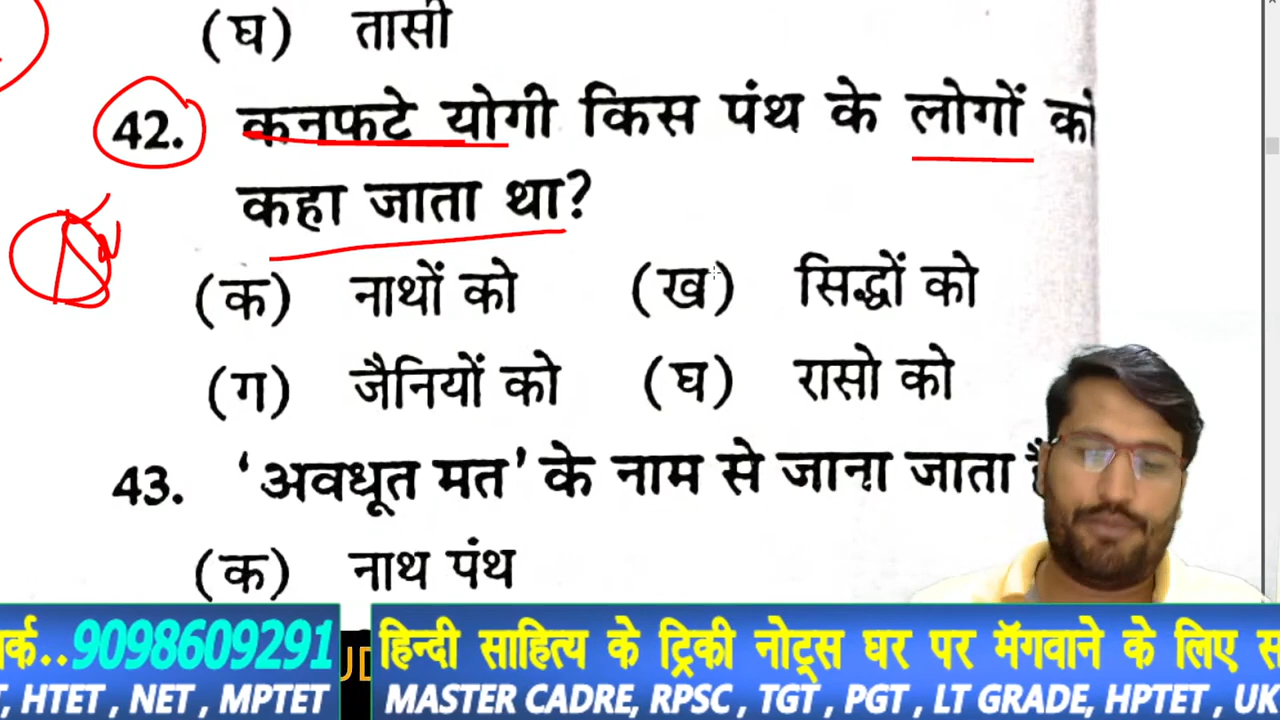 (घ) तासी
42. कनफटे योगी किस पंथ के लोगों को
कहा जाता था?
(क) नाथों को (ख) सिद्धों को
(ग) जैनियों को (घ) रासो को
43. 'अवधूत मत' के नाम से जाना जाता
(क) नाथ पंथ
9098609291 हिन्दी साहित्य के ट्रिकी नोट्स घर पर मॅगवाने के लिए
HTET , NET , MPTET MASTER CADRE, RPSC , TGT , PGT , LT GRADE, HPTET , UK